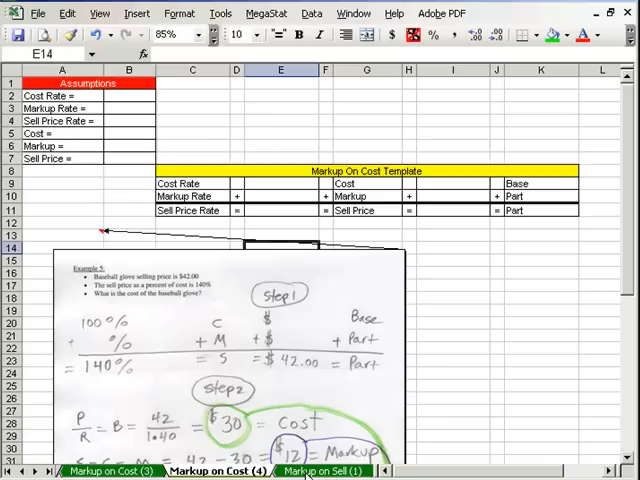 File Edit View Insert Format Tools MegaStat Data Window Help Adobe PDF
85% 10 B I $ % ,
E14 fx
A B C D E F G H I J K L
1 Assumptions
2 Cost Rate =
3 Markup Rate =
4 Sell Price Rate =
5 Cost =
6 Markup =
7 Sell Price =
8 Markup On Cost Template
9 Cost Rate Cost Base
10 Markup Rate + + Markup + + Part
11 Sell Price Rate = = Sell Price = = Part
12
13
14
15
16 Example 5:
17 • Baseball glove selling price is $42.00
• The sell price as a percent of cost is 140%
18 • What is the cost of the baseball glove?
Step1
19
20 100% C $ Base
21 + % + M + $ + Part
22
23 = 140% = S = $ 42.00 = Part
24
25
26 Step2
27
28 P/R = B = 42/1.40 = $30 = Cost
29
30
31 S - C = M = 42 - 30 = $12 = Markup
Markup on Cost (3) Markup on Cost (4) Markup on Sell (1)